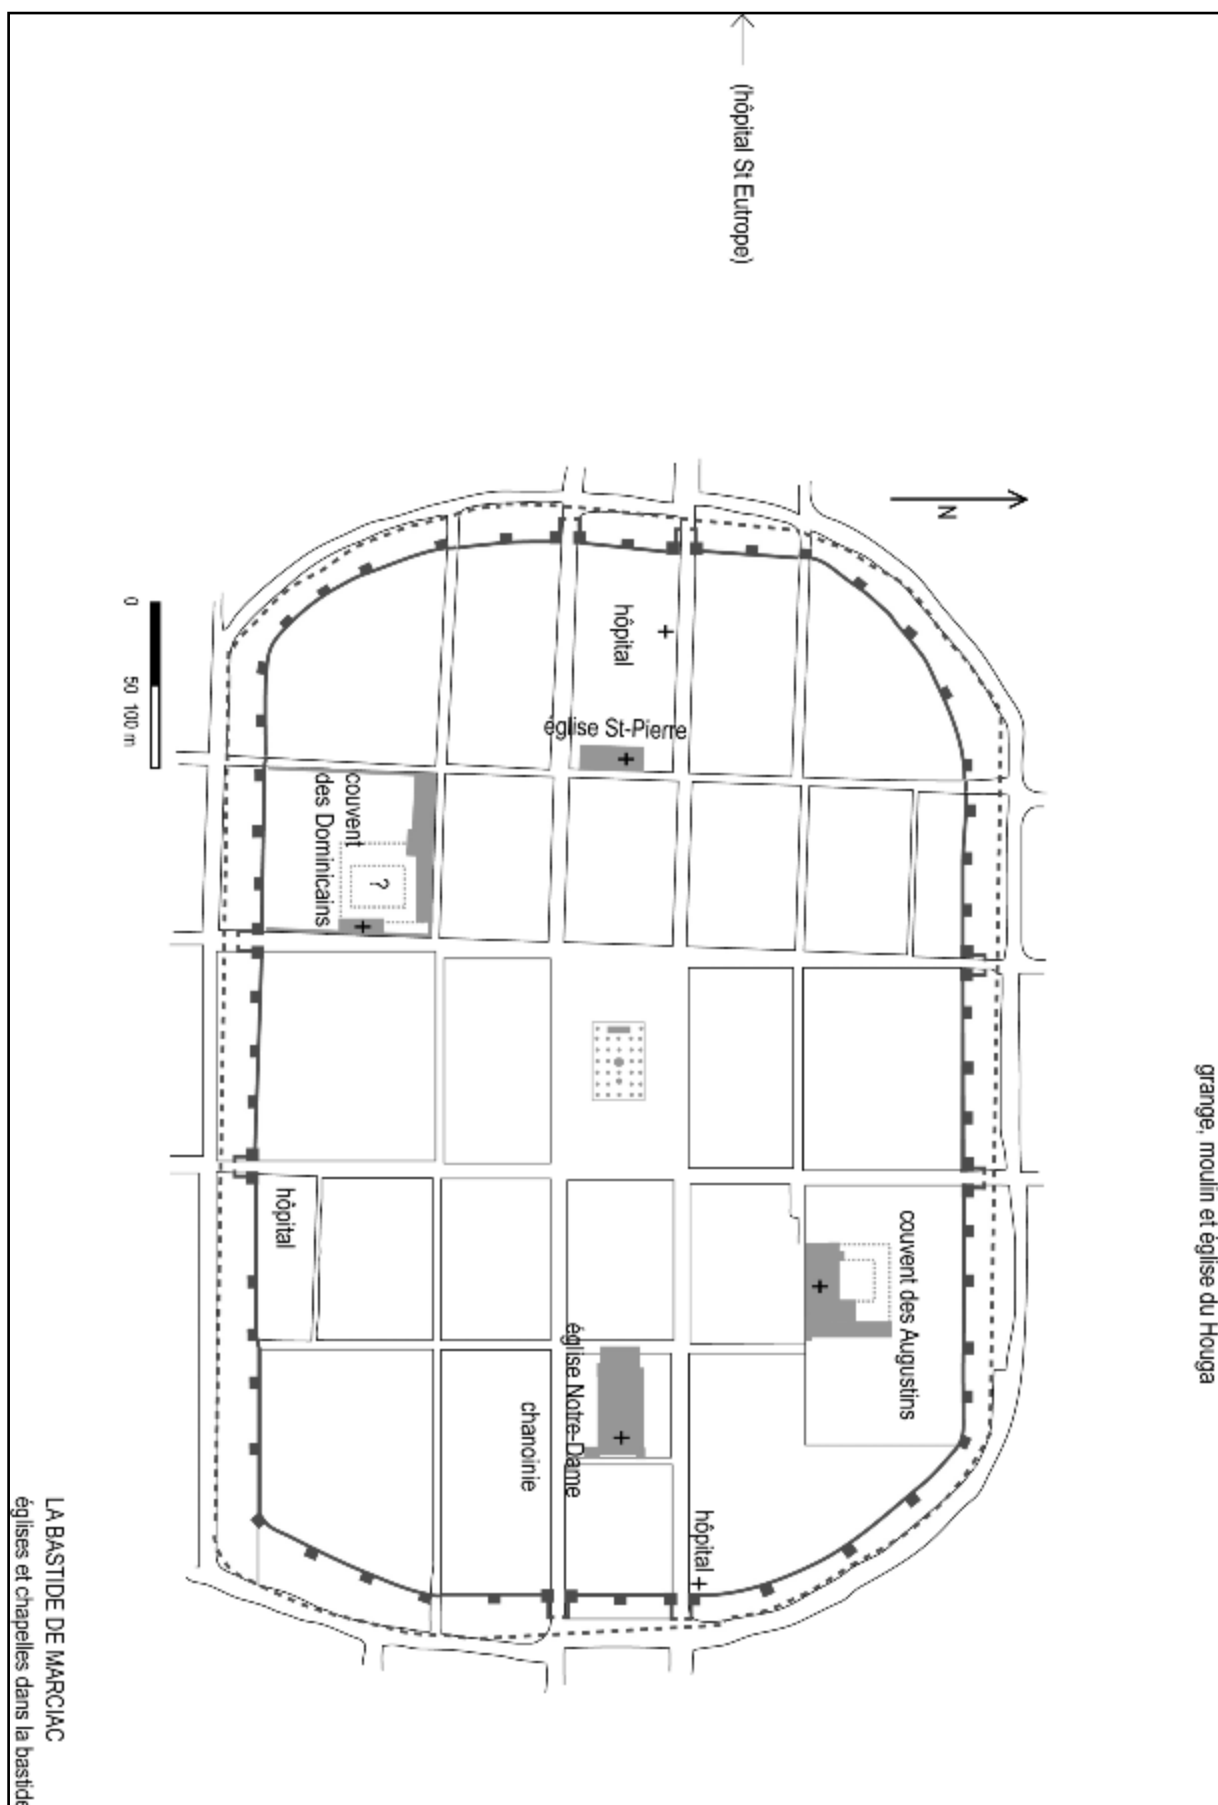 grange, moulin et église du Houga
(hôpital St Eutrope)
N
hôpital
église St-Pierre
couvent
des Dominicains
?
couvent des Augustins
hôpital
église Notre-Dame
chanoinie
hôpital
0 50 100 m
LA BASTIDE DE MARCIAC
églises et chapelles dans la bastide